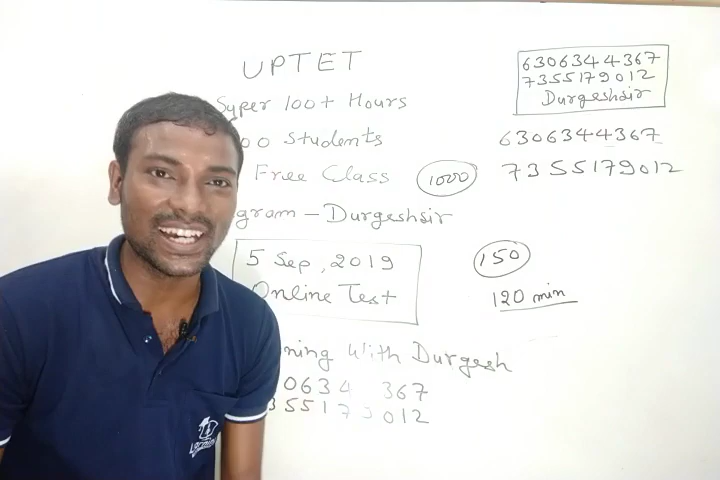 UPTET
Super 100+ Hours
00 Students
Free Class 1000
gram - Durgeshsir
5 Sep, 2019
Online Test
ning With Durgesh
0634 367
355179012
6306344367
7355179012
Durgeshsir
6306344367
7355179012
150
120 min